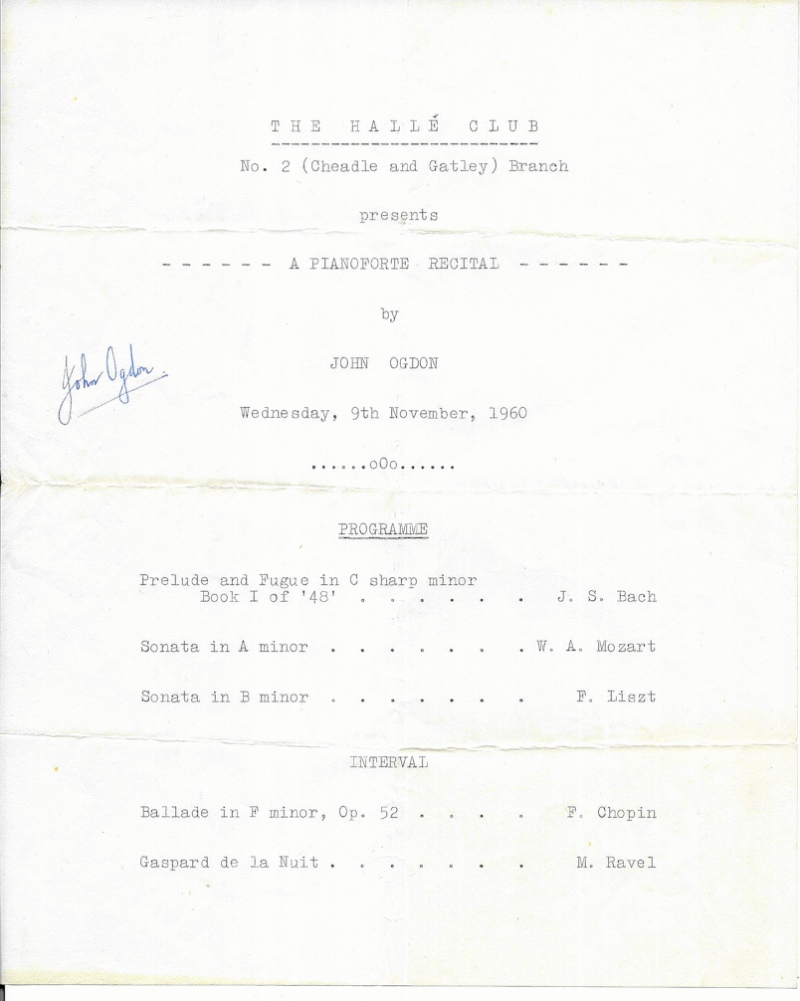 THE HALLÉ CLUB
No. 2 (Cheadle and Gatley) Branch
presents
- - - - - - A PIANOFORTE RECITAL - - - - - -
by
JOHN OGDON
John Ogdon.
Wednesday, 9th November, 1960
......oOo......
PROGRAMME
Prelude and Fugue in C sharp minor
Book I of '48' . . . . . . J. S. Bach
Sonata in A minor . . . . . . . W. A. Mozart
Sonata in B minor . . . . . . . F. Liszt
INTERVAL
Ballade in F minor, Op. 52 . . . . F. Chopin
Gaspard de la Nuit . . . . . . . M. Ravel